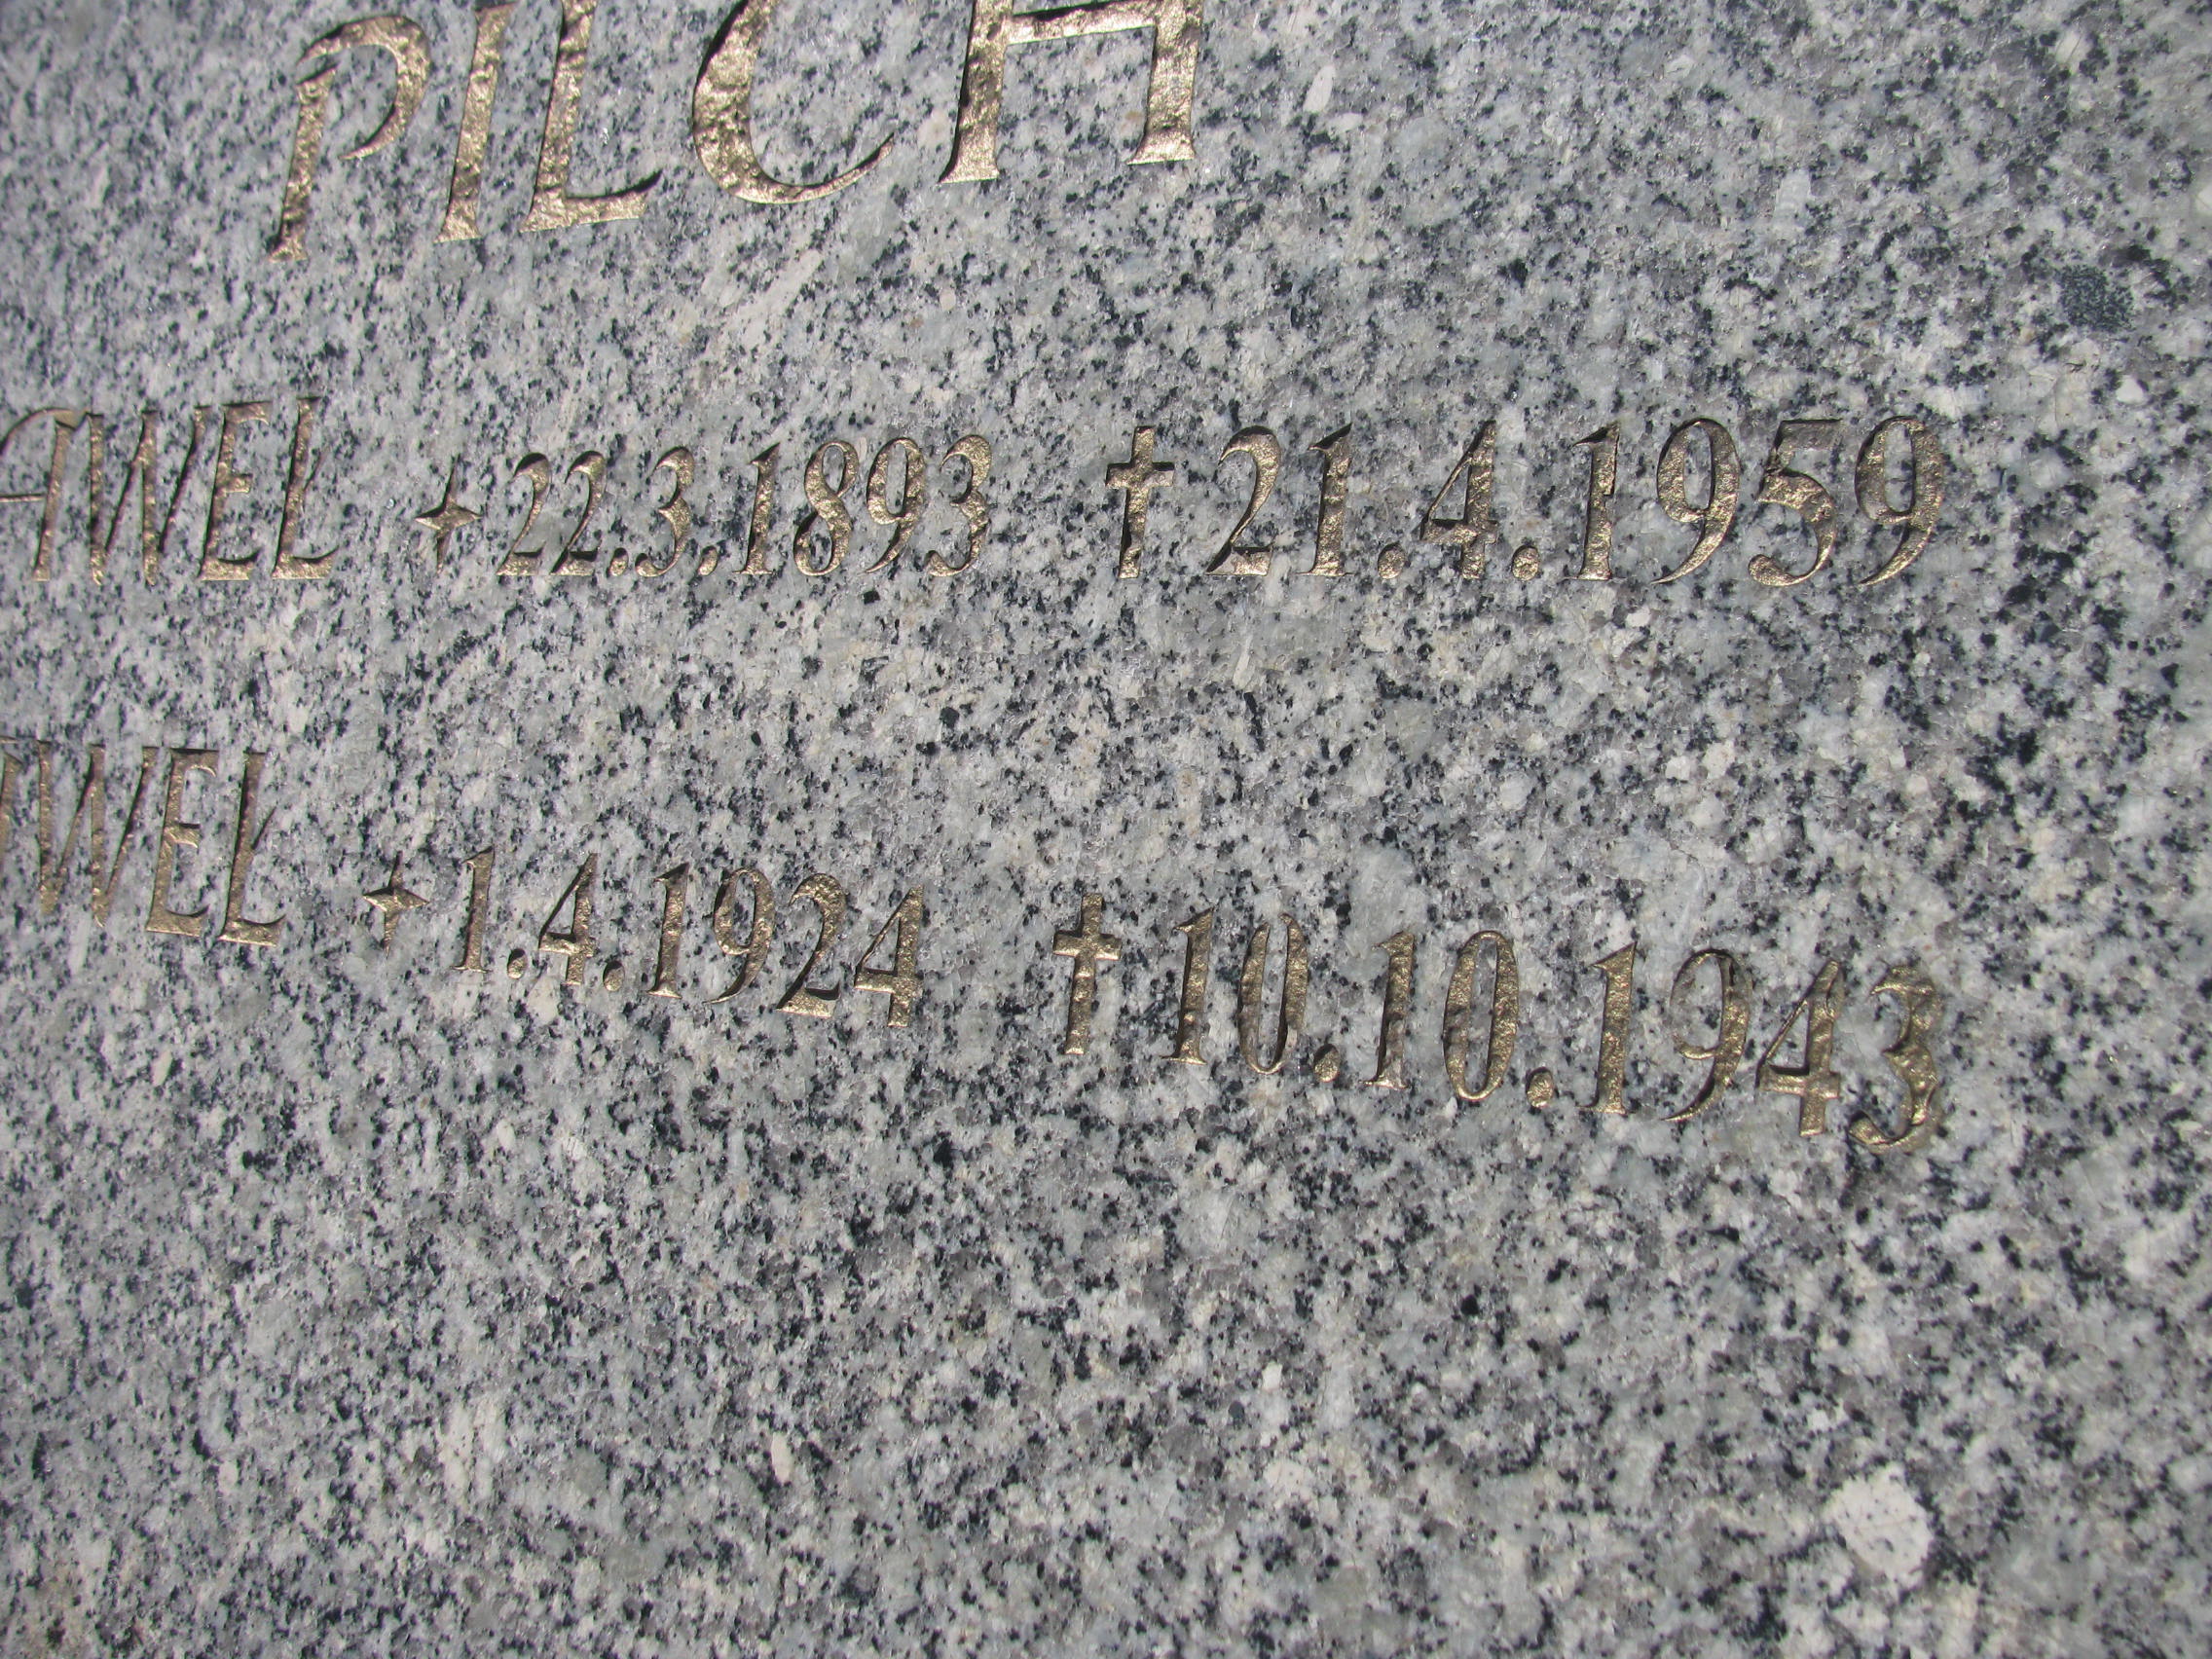 PILCH
AWEL ✦ 22.3.1893 † 21.4.1959
WEL ✦ 1.4.1924 † 10.10.1943